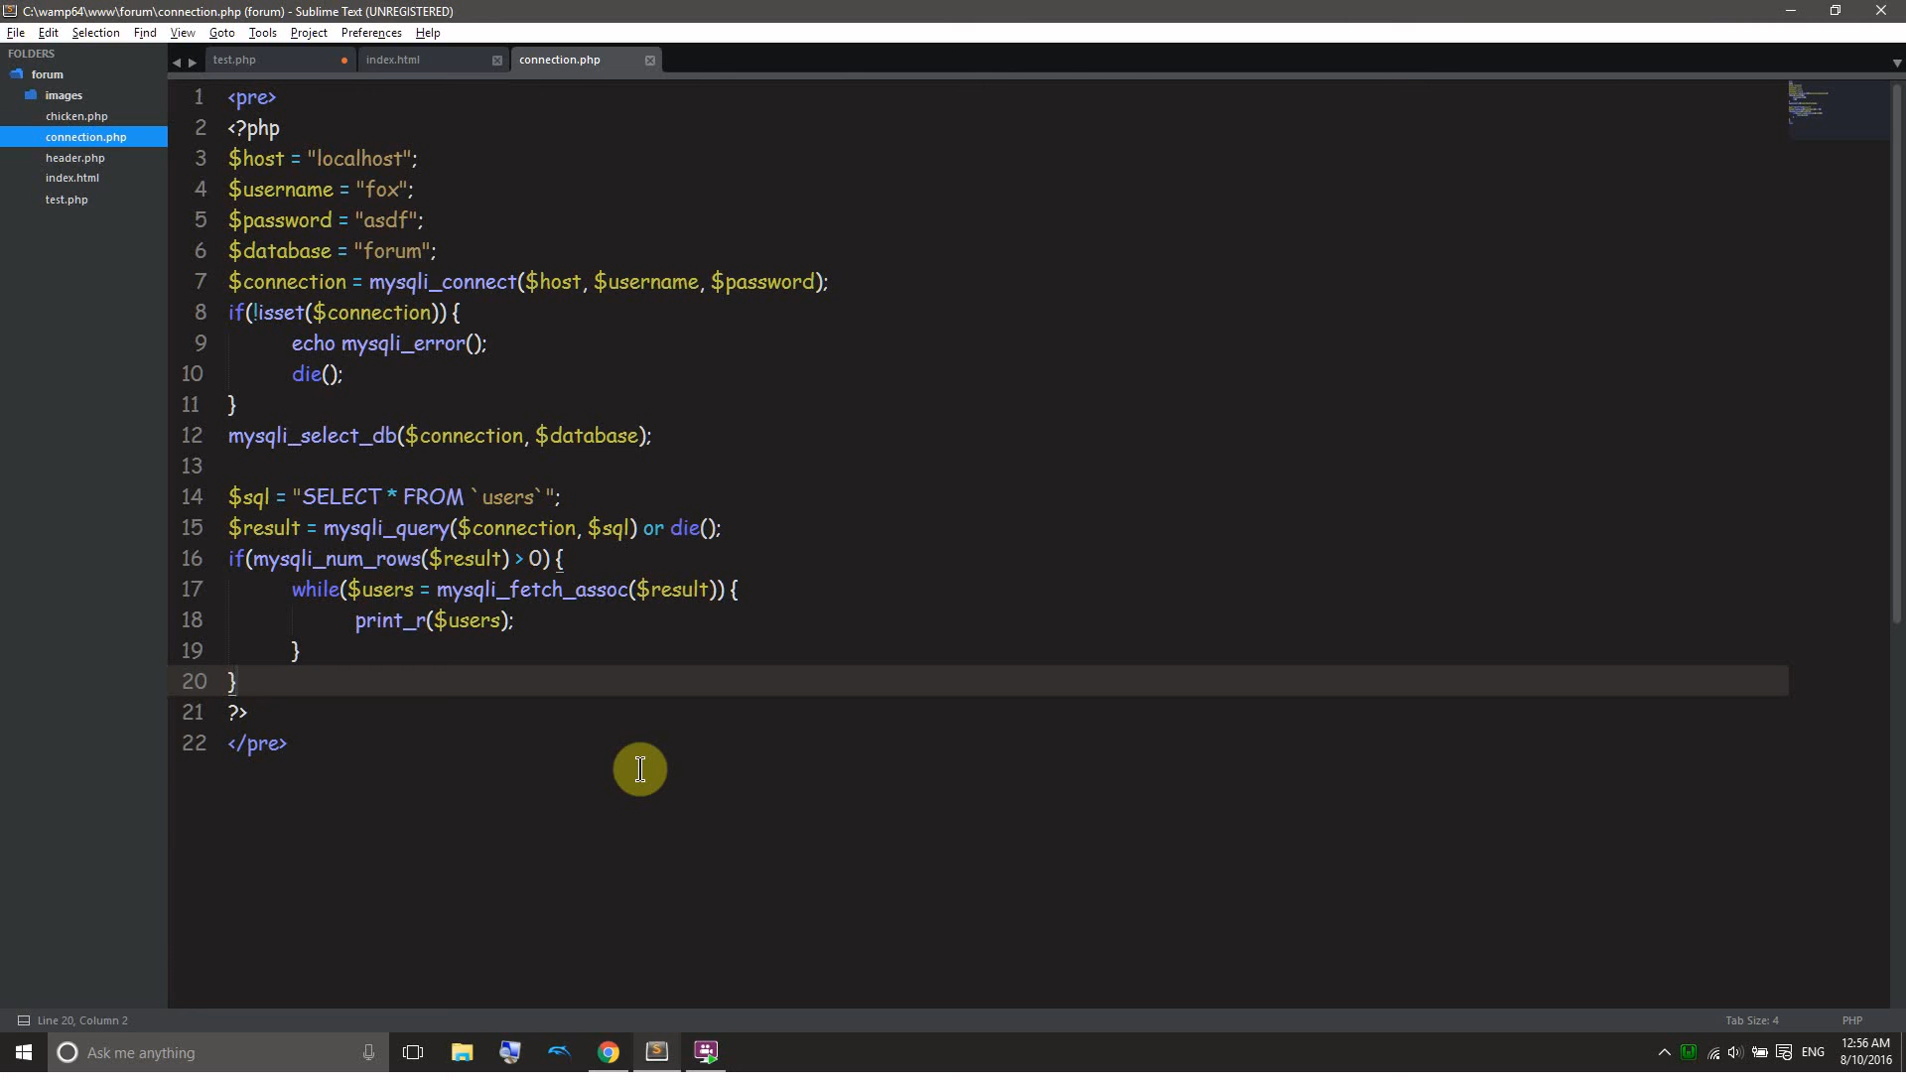 C:\wamp64\www\forum\connection.php (forum) - Sublime Text (UNREGISTERED)
File Edit Selection Find View Goto Tools Project Preferences Help
FOLDERS
forum
images
chicken.php
connection.php
header.php
index.html
test.php
test.php index.html connection.php
1 <pre>
2 <?php
3 $host = "localhost";
4 $username = "fox";
5 $password = "asdf";
6 $database = "forum";
7 $connection = mysqli_connect($host, $username, $password);
8 if(!isset($connection)) {
9 echo mysqli_error();
10 die();
11 }
12 mysqli_select_db($connection, $database);
13
14 $sql = "SELECT * FROM `users`";
15 $result = mysqli_query($connection, $sql) or die();
16 if(mysqli_num_rows($result) > 0) {
17 while($users = mysqli_fetch_assoc($result)) {
18 print_r($users);
19 }
20 }
21 ?>
22 </pre>
Line 20, Column 2
Tab Size: 4 PHP
Ask me anything
ENG
12:56 AM
8/10/2016